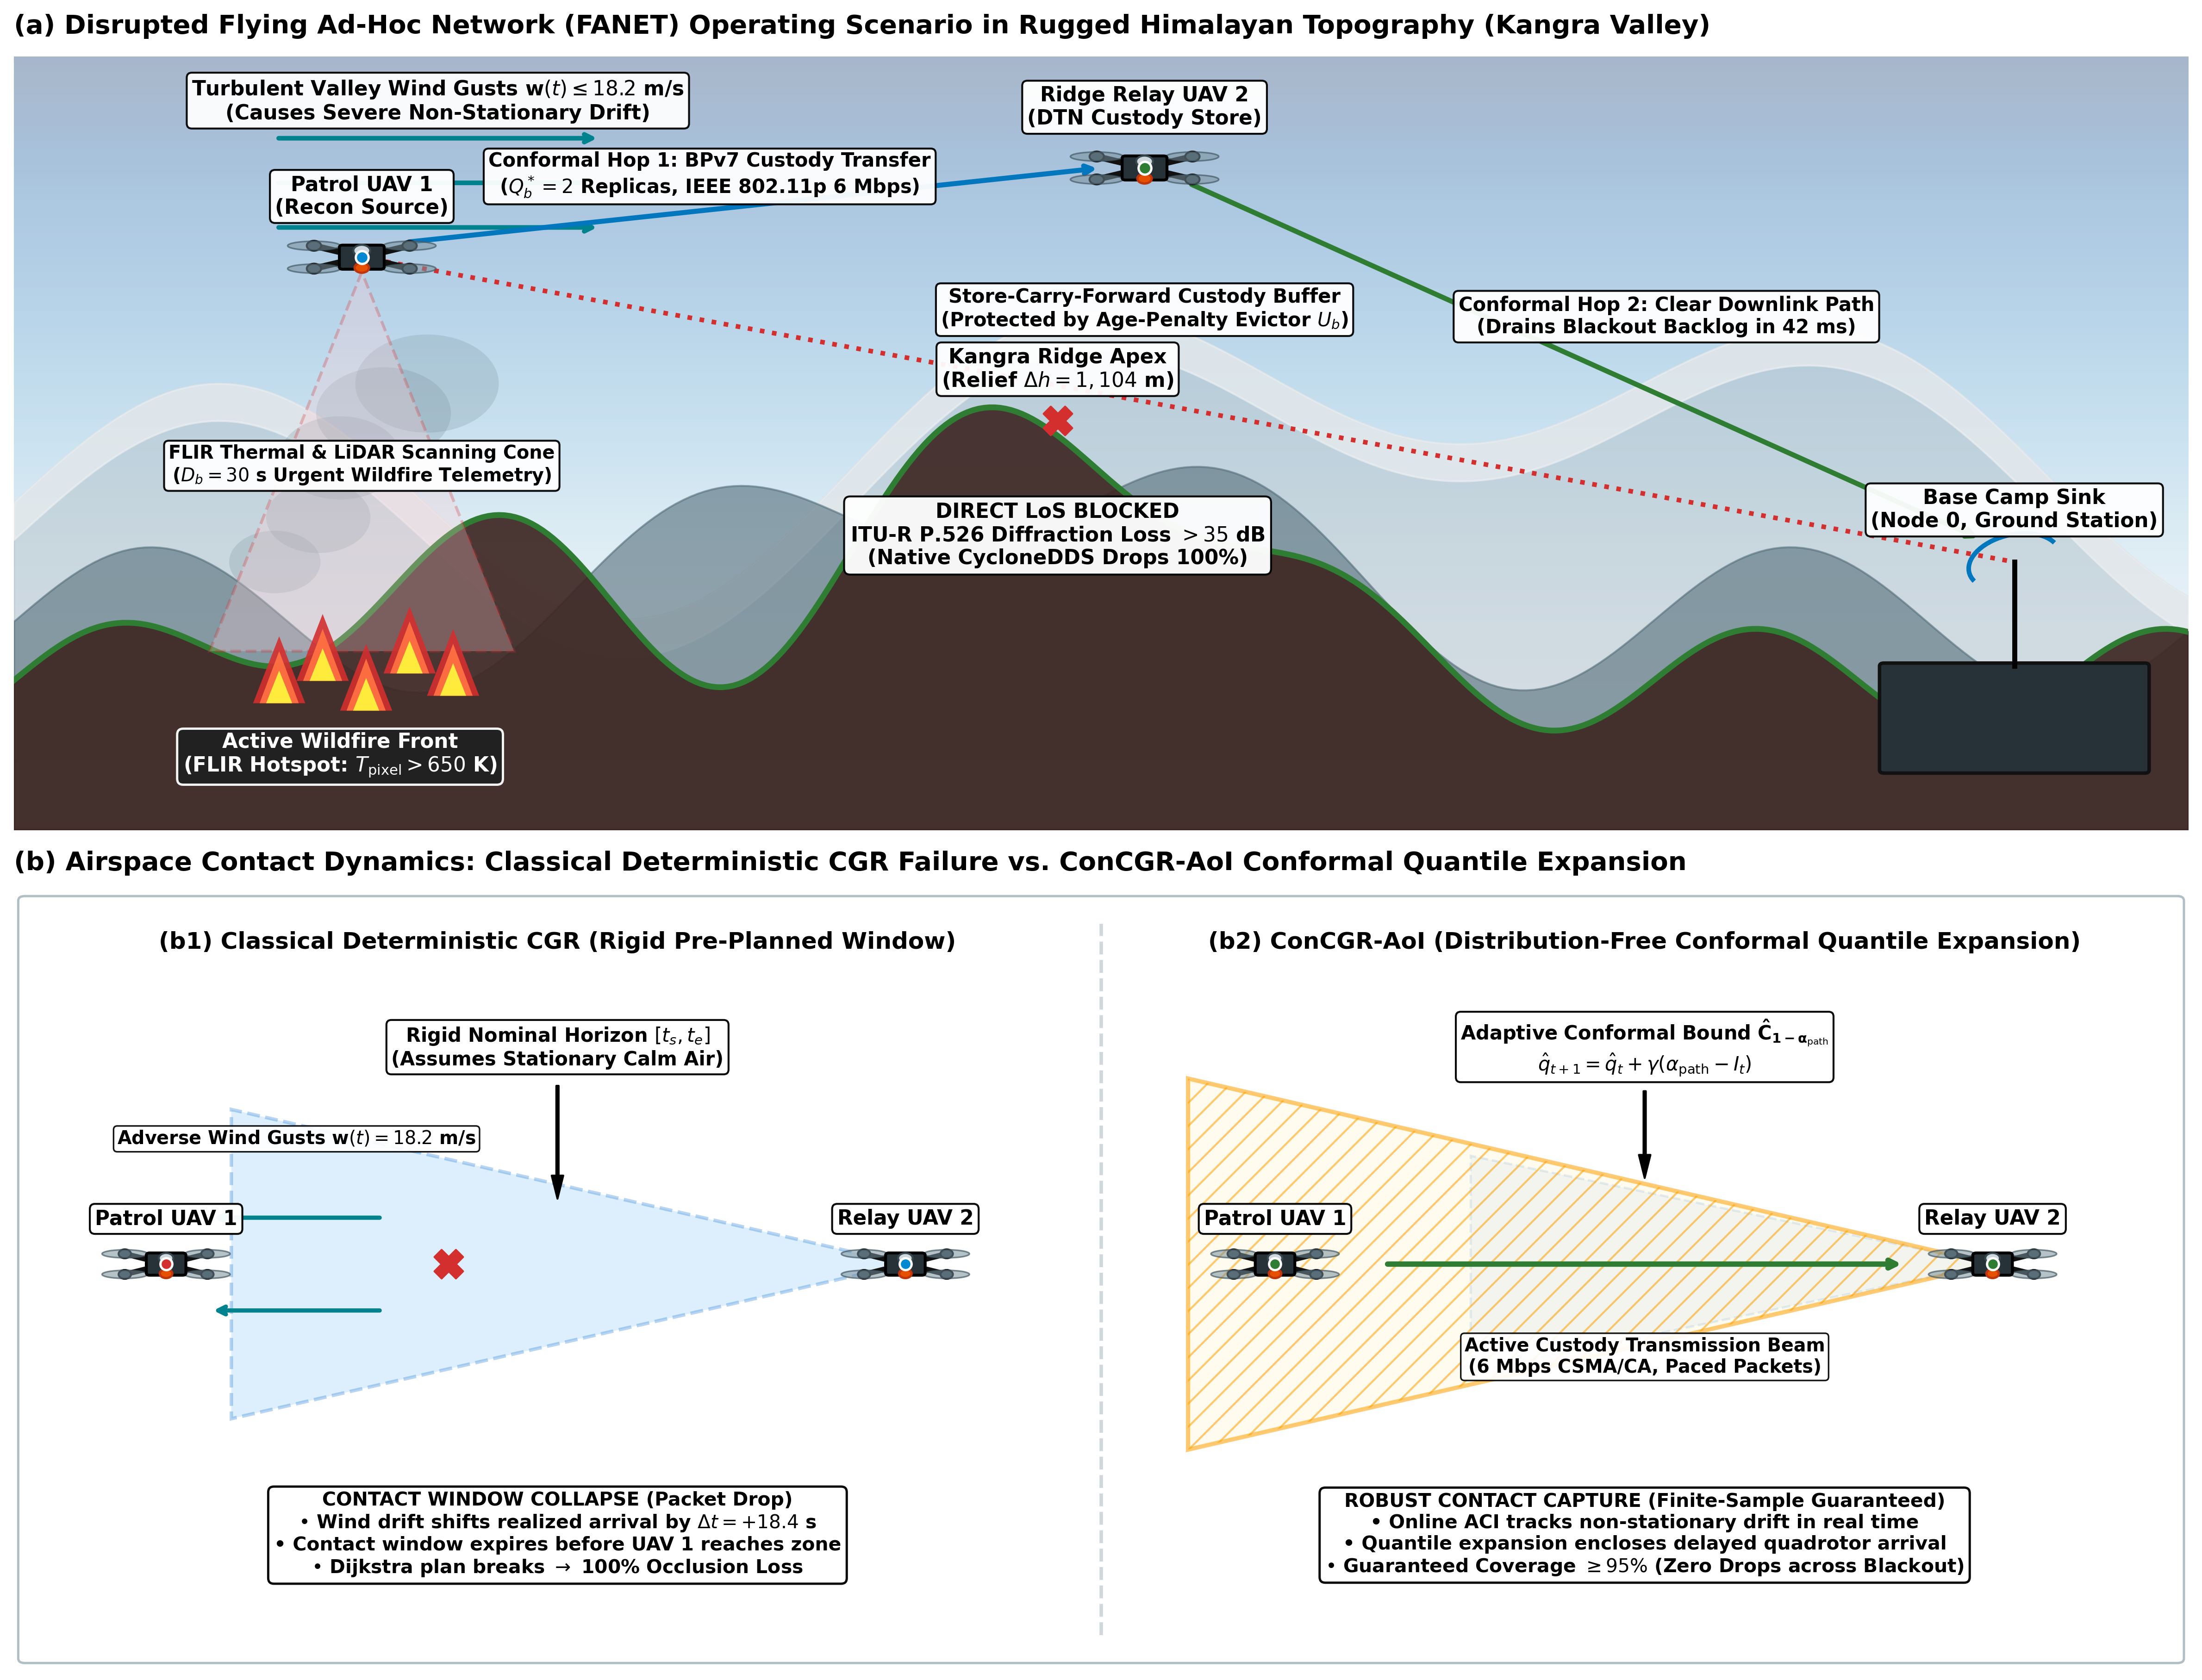 (a) Disrupted Flying Ad-Hoc Network (FANET) Operating Scenario in Rugged Himalayan Topography (Kangra Valley)
Turbulent Valley Wind Gusts w(t) ≤ 18.2 m/s
(Causes Severe Non-Stationary Drift)
Ridge Relay UAV 2
(DTN Custody Store)
Conformal Hop 1: BPv7 Custody Transfer
(Q_b^* = 2 Replicas, IEEE 802.11p 6 Mbps)
Patrol UAV 1
(Recon Source)
Store-Carry-Forward Custody Buffer
(Protected by Age-Penalty Evictor U_b)
Conformal Hop 2: Clear Downlink Path
(Drains Blackout Backlog in 42 ms)
Kangra Ridge Apex
(Relief Δh = 1, 104 m)
FLIR Thermal & LiDAR Scanning Cone
(D_b = 30 s Urgent Wildfire Telemetry)
Base Camp Sink
(Node 0, Ground Station)
DIRECT LoS BLOCKED
ITU-R P.526 Diffraction Loss > 35 dB
(Native CycloneDDS Drops 100%)
Active Wildfire Front
(FLIR Hotspot: T_pixel > 650 K)
(b) Airspace Contact Dynamics: Classical Deterministic CGR Failure vs. ConCGR-AoI Conformal Quantile Expansion
(b1) Classical Deterministic CGR (Rigid Pre-Planned Window)
Rigid Nominal Horizon [t_s, t_e]
(Assumes Stationary Calm Air)
Adverse Wind Gusts w(t) = 18.2 m/s
Patrol UAV 1
Relay UAV 2
CONTACT WINDOW COLLAPSE (Packet Drop)
• Wind drift shifts realized arrival by Δt = +18.4 s
• Contact window expires before UAV 1 reaches zone
• Dijkstra plan breaks → 100% Occlusion Loss
(b2) ConCGR-AoI (Distribution-Free Conformal Quantile Expansion)
Adaptive Conformal Bound Ĉ_{1−α_path}
q̂_{t+1} = q̂_t + γ(α_path − I_t)
Patrol UAV 1
Relay UAV 2
Active Custody Transmission Beam
(6 Mbps CSMA/CA, Paced Packets)
ROBUST CONTACT CAPTURE (Finite-Sample Guaranteed)
• Online ACI tracks non-stationary drift in real time
• Quantile expansion encloses delayed quadrotor arrival
• Guaranteed Coverage ≥ 95% (Zero Drops across Blackout)